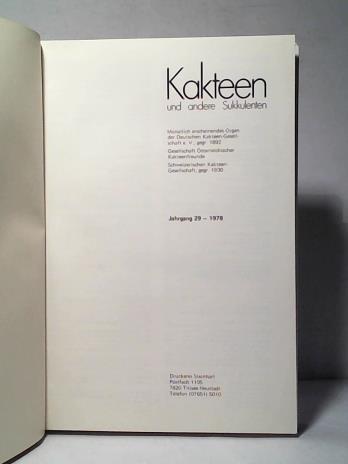 Kakteen
und andere Sukkulenten
Monatlich erscheinendes Organ
der Deutschen Kakteen-Gesell-
schaft e. V., gegr. 1892
Gesellschaft Österreichischer
Kakteenfreunde
Schweizerischen Kakteen-
Gesellschaft, gegr. 1930
Jahrgang 29 – 1978
Druckerei Steinhart
Postfach 1105
7820 Titisee-Neustadt
Telefon (07651) 5010